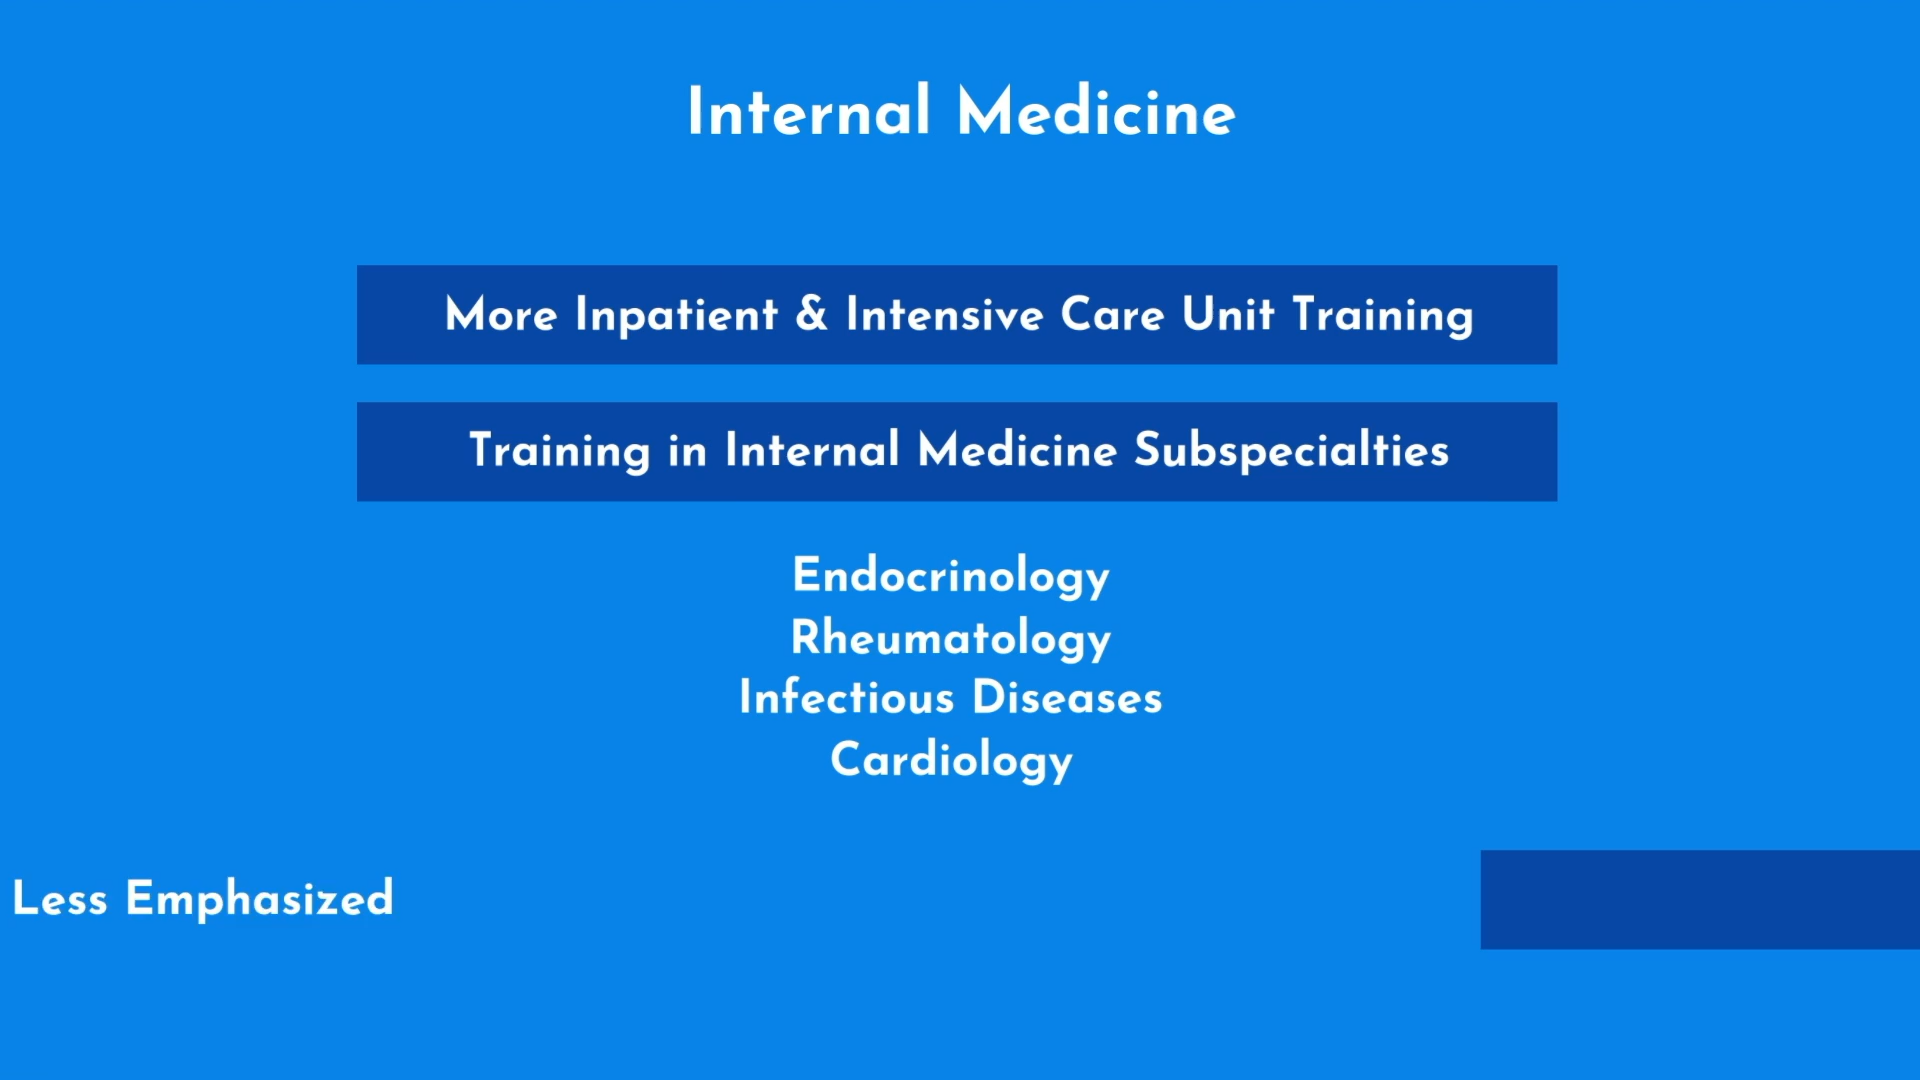 Internal Medicine
More Inpatient & Intensive Care Unit Training
Training in Internal Medicine Subspecialties
Endocrinology
Rheumatology
Infectious Diseases
Cardiology
Less Emphasized